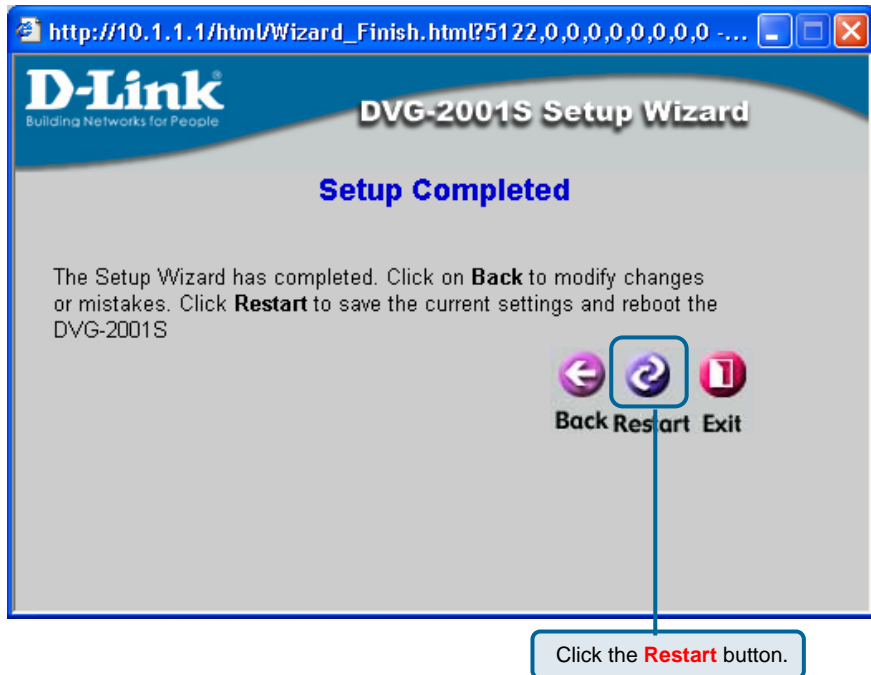 http://10.1.1.1/html/Wizard_Finish.html?5122,0,0,0,0,0,0,0,0 -...
D-Link
Building Networks for People
DVG-2001S Setup Wizard
Setup Completed
The Setup Wizard has completed. Click on Back to modify changes
or mistakes. Click Restart to save the current settings and reboot the
DVG-2001S
Back Restart Exit
Click the Restart button.